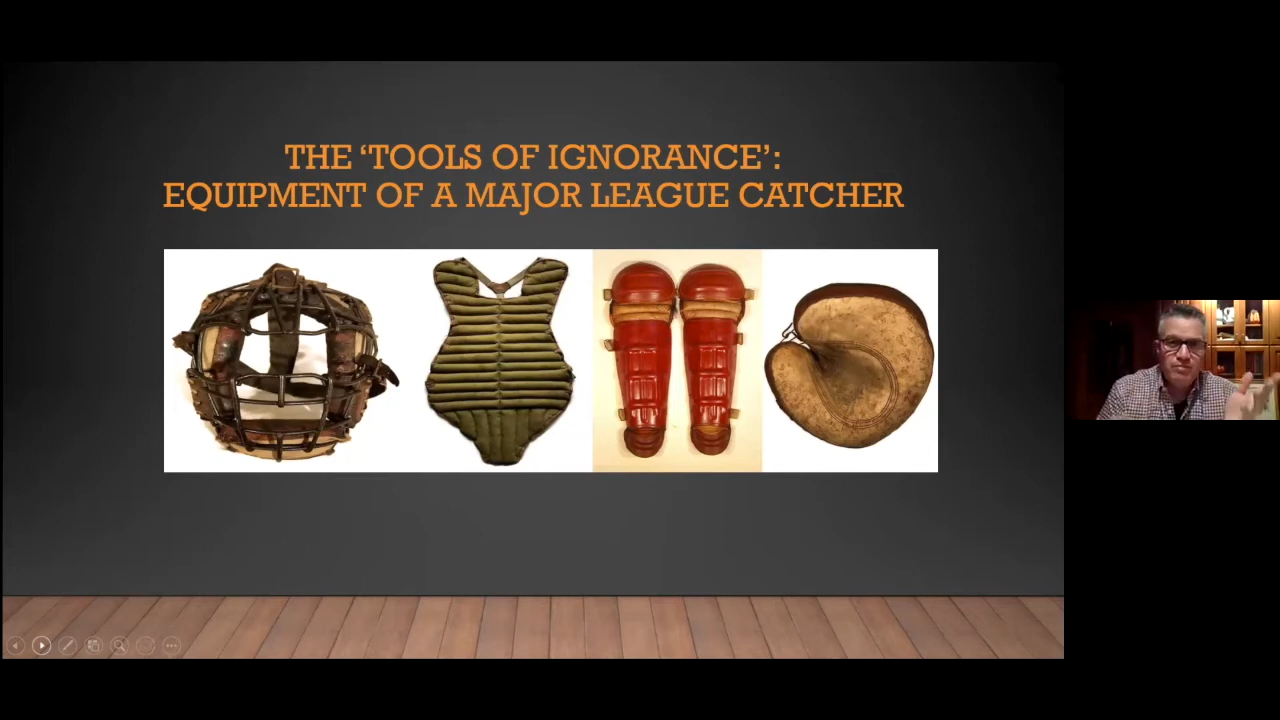 THE ‘TOOLS OF IGNORANCE’:
EQUIPMENT OF A MAJOR LEAGUE CATCHER